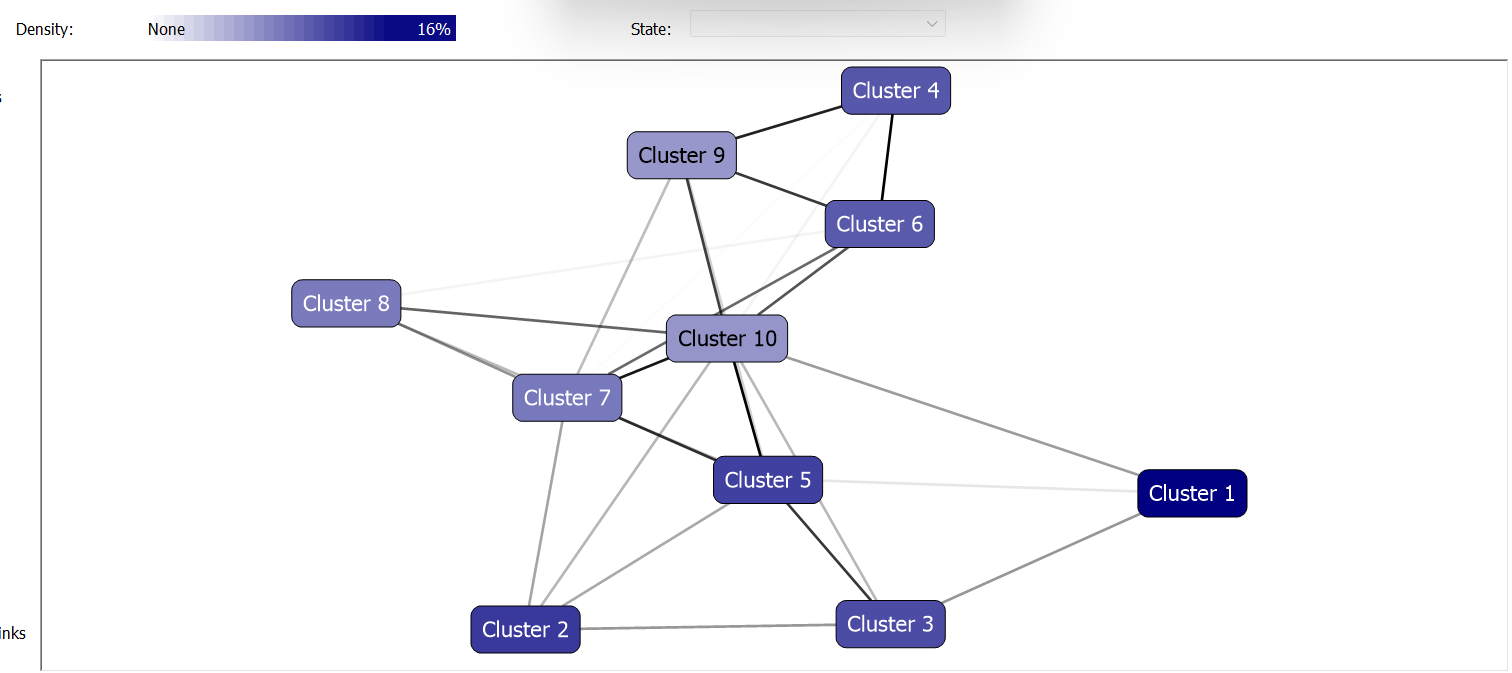 Density: None 16% State:
Cluster 4
Cluster 9
Cluster 6
Cluster 8
Cluster 10
Cluster 7
Cluster 5
Cluster 1
Cluster 2
Cluster 3
inks